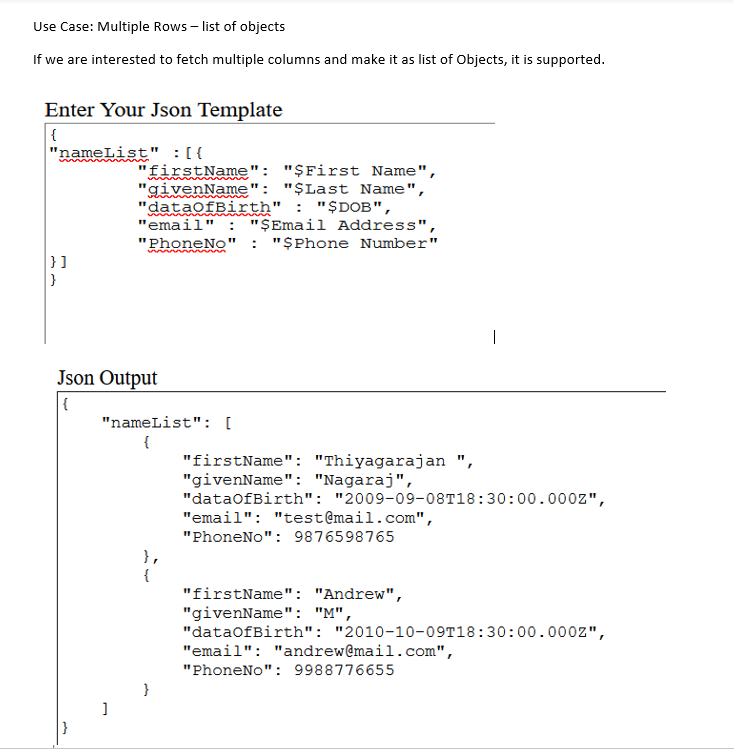 Use Case: Multiple Rows – list of objects
If we are interested to fetch multiple columns and make it as list of Objects, it is supported.
Enter Your Json Template
{
"nameList" :[{
"firstName": "$First Name",
"givenName": "$Last Name",
"dataOfBirth" : "$DOB",
"email" : "$Email Address",
"PhoneNo" : "$Phone Number"
}]
}
Json Output
{
"nameList": [
{
"firstName": "Thiyagarajan ",
"givenName": "Nagaraj",
"dataOfBirth": "2009-09-08T18:30:00.000Z",
"email": "test@mail.com",
"PhoneNo": 9876598765
},
{
"firstName": "Andrew",
"givenName": "M",
"dataOfBirth": "2010-10-09T18:30:00.000Z",
"email": "andrew@mail.com",
"PhoneNo": 9988776655
}
]
}